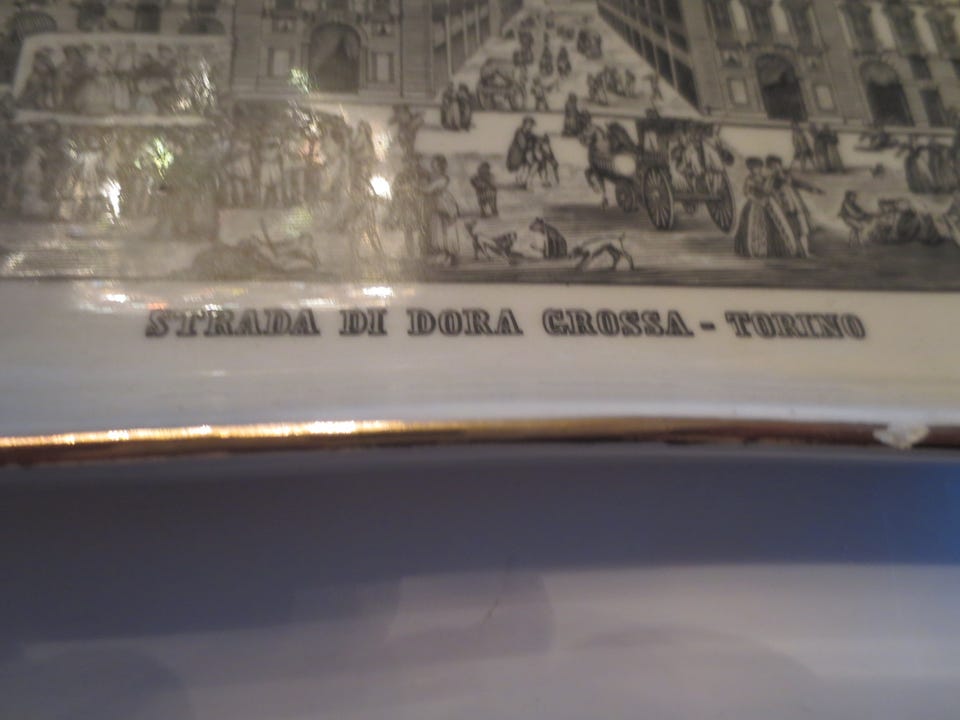 STRADA DI DORA GROSSA - TORINO